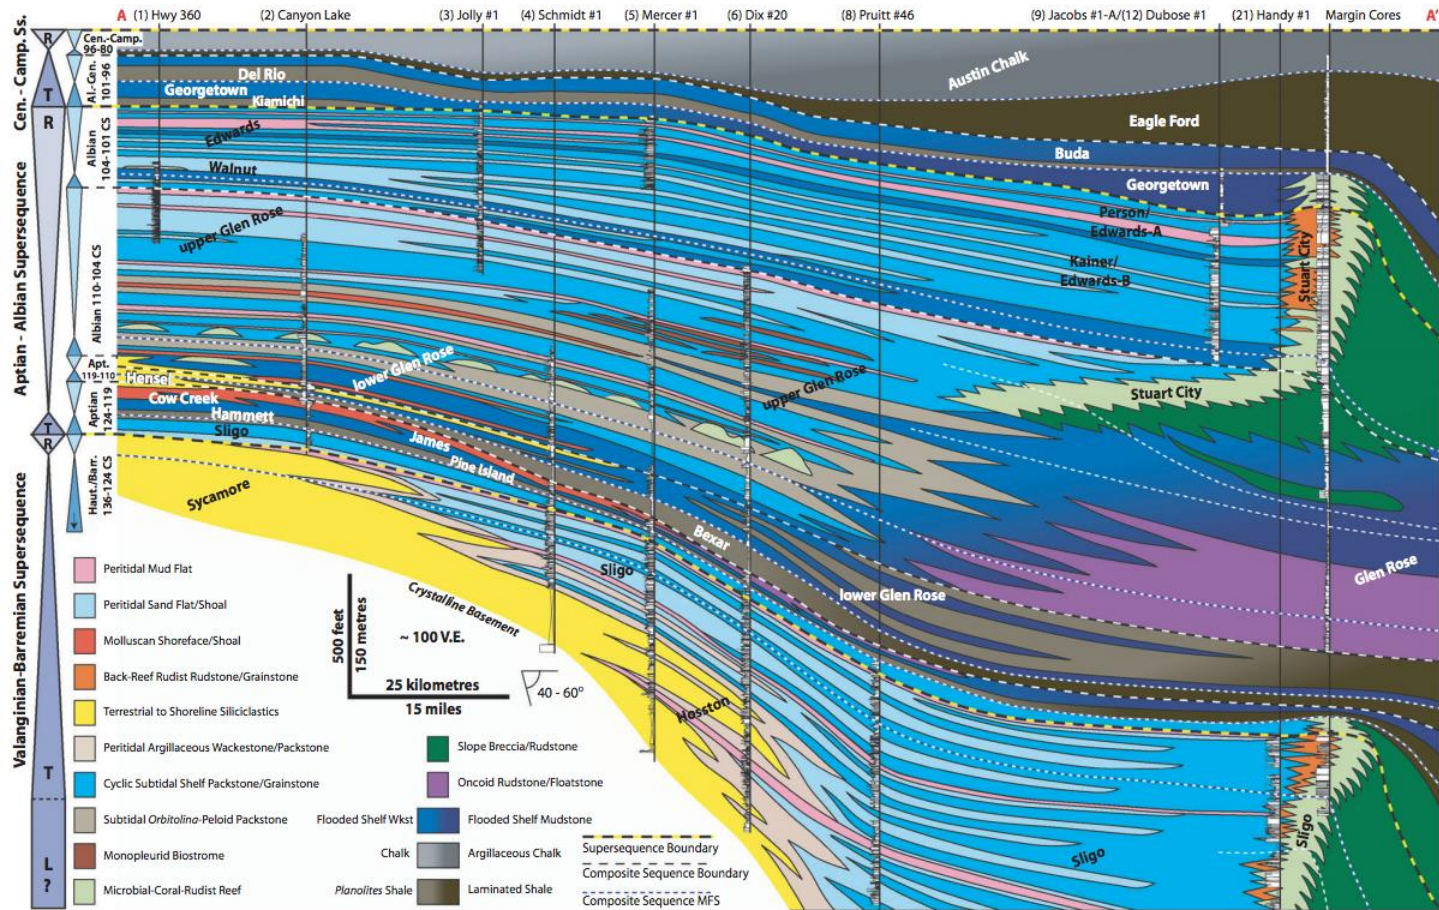 A
(1) Hwy 360
(2) Canyon Lake
(3) Jolly #1
(4) Schmidt #1
(5) Mercer #1
(6) Dix #20
(8) Pruitt #46
(9) Jacobs #1-A/(12) Dubose #1
(21) Handy #1
Margin Cores
A'
Cen. - Camp. Ss.
Aptian - Albian Supersequence
Valanginian-Barremian Supersequence
R
T
R
T
R
T
L
?
Cen.-Camp.
96-80
Al.-Cen.
101-96
Albian
104-101 CS
Albian 110-104 CS
Apt.
119-110
Aptian
124-119
Haut./Barr.
136-124 CS
Austin Chalk
Del Rio
Georgetown
Kiamichi
Eagle Ford
Edwards
Buda
Walnut
Georgetown
Person/
Edwards-A
upper Glen Rose
Kainer/
Edwards-B
Stuart City
lower Glen Rose
Hensel
upper Glen Rose
Stuart City
Cow Creek
Hammett
Sligo
James
Pine Island
Sycamore
Bexar
Sligo
lower Glen Rose
Glen Rose
Crystalline Basement
Hosston
Sligo
Sligo
500 feet
150 metres
~ 100 V.E.
25 kilometres
15 miles
40 - 60°
Peritidal Mud Flat
Peritidal Sand Flat/Shoal
Molluscan Shoreface/Shoal
Back-Reef Rudist Rudstone/Grainstone
Terrestrial to Shoreline Siliciclastics
Peritidal Argillaceous Wackestone/Packstone
Cyclic Subtidal Shelf Packstone/Grainstone
Subtidal Orbitolina-Peloid Packstone
Monopleurid Biostrome
Microbial-Coral-Rudist Reef
Slope Breccia/Rudstone
Oncoid Rudstone/Floatstone
Flooded Shelf Wkst
Flooded Shelf Mudstone
Chalk
Argillaceous Chalk
Planolites Shale
Laminated Shale
Supersequence Boundary
Composite Sequence Boundary
Composite Sequence MFS